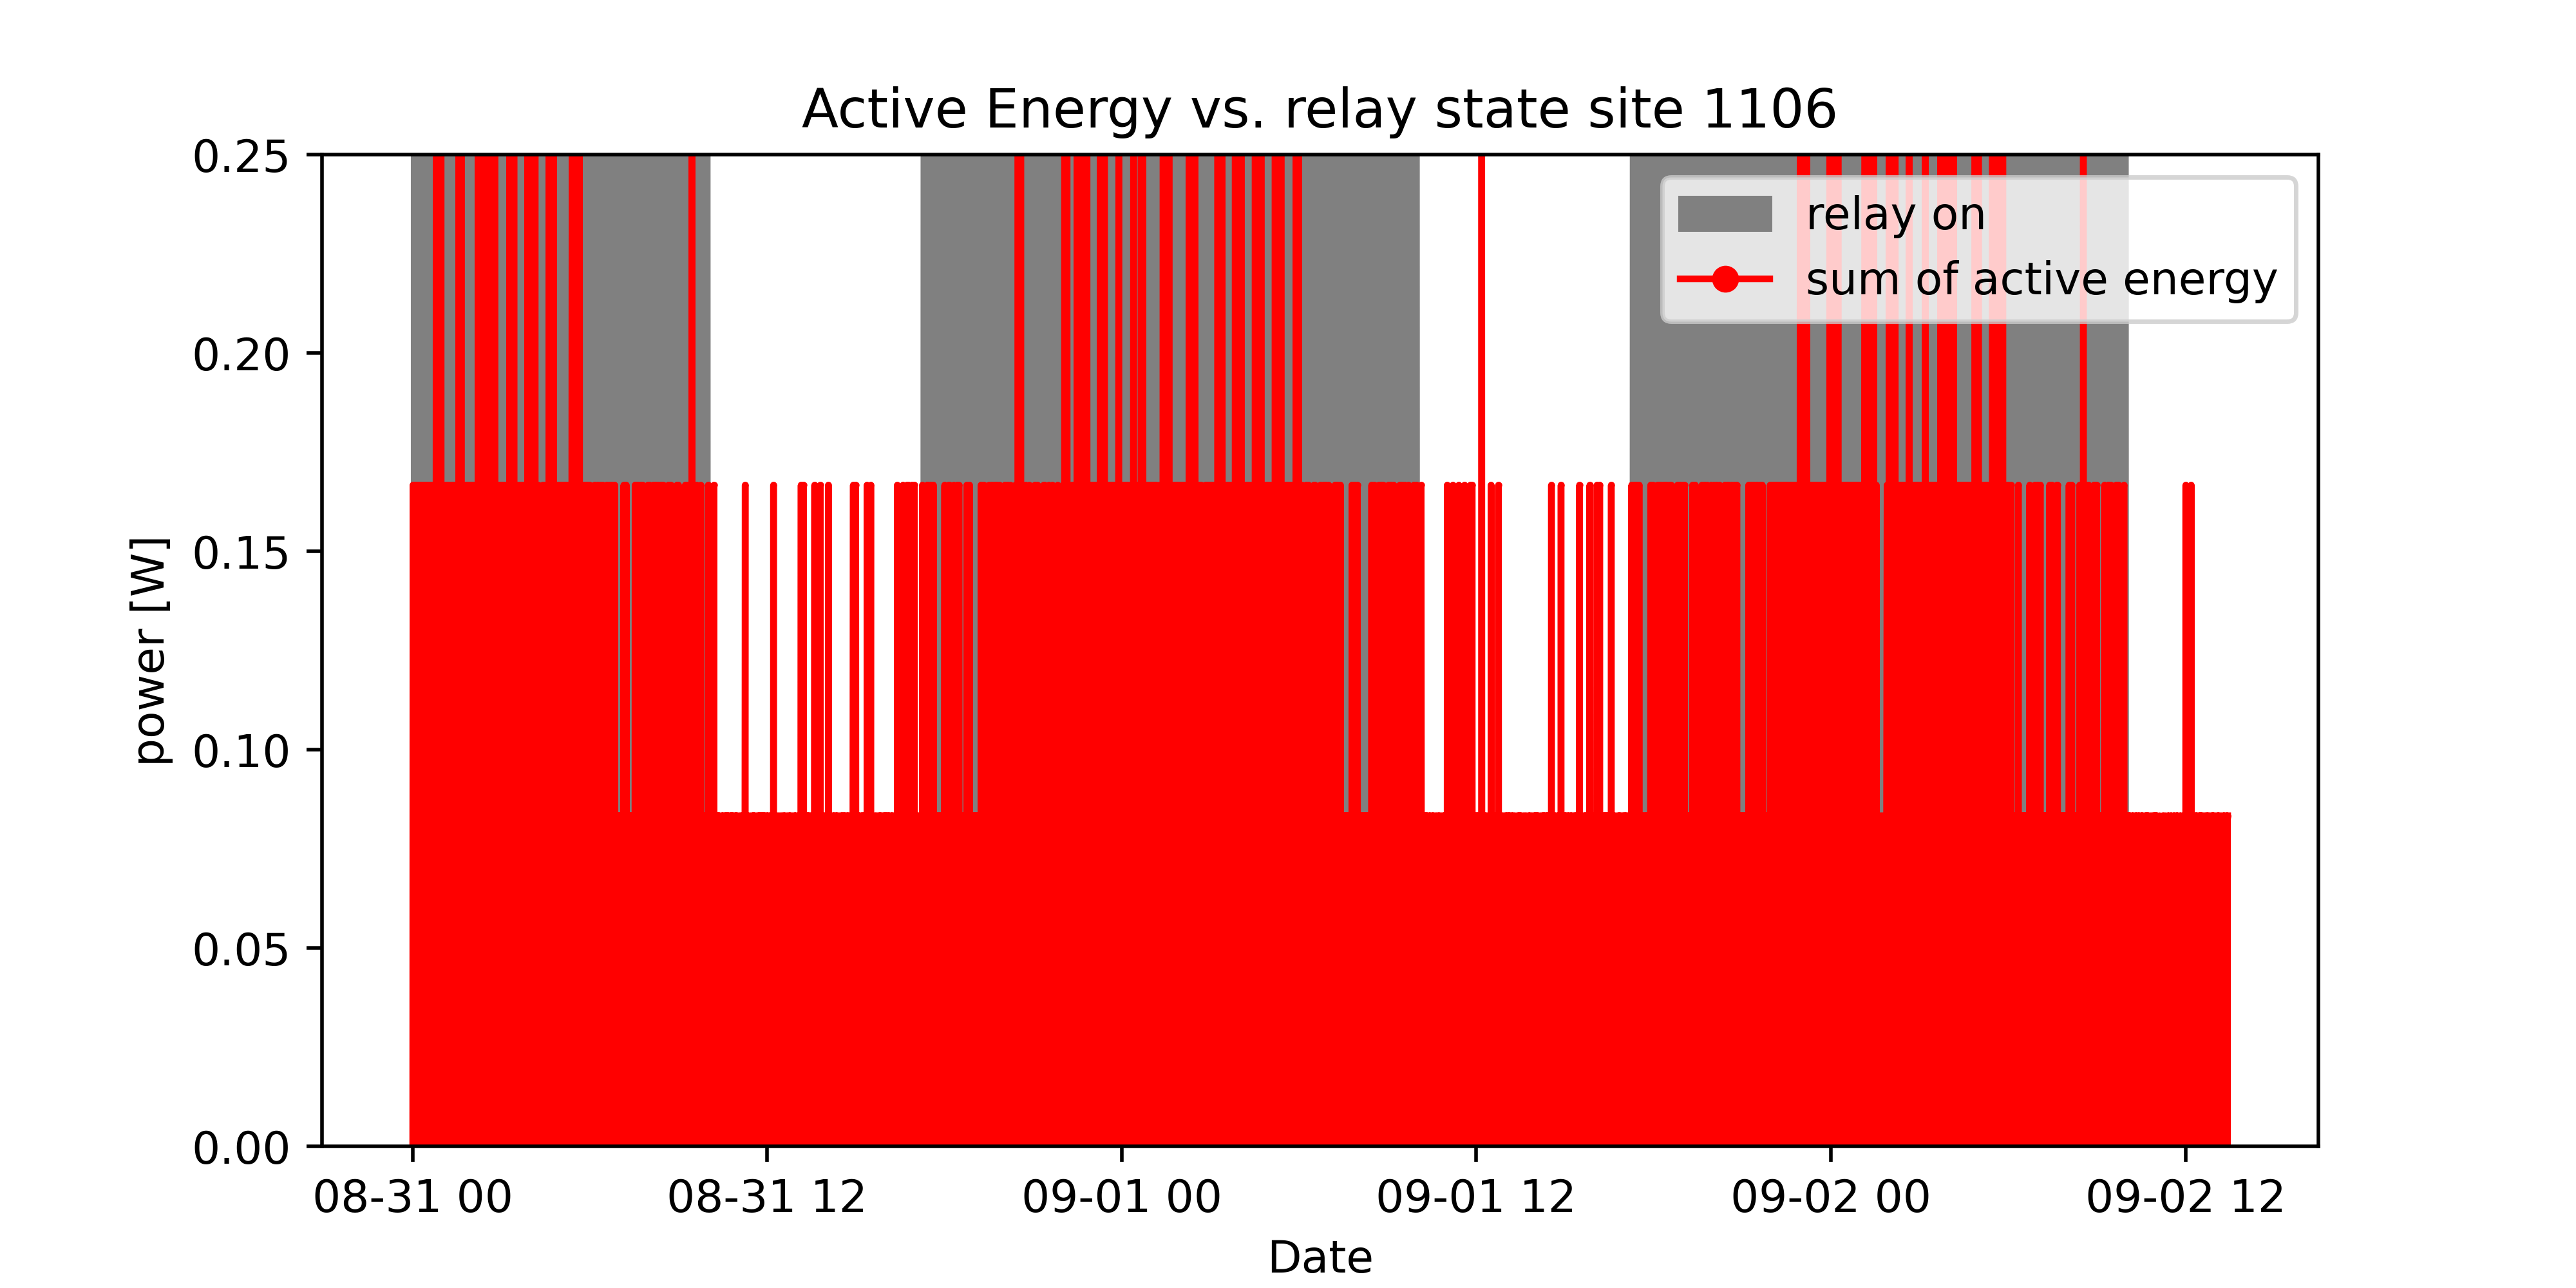 Active Energy vs. relay state site 1106
0.25
0.20
0.15
0.10
0.05
0.00
power [W]
relay on
sum of active energy
08-31 00
08-31 12
09-01 00
09-01 12
09-02 00
09-02 12
Date